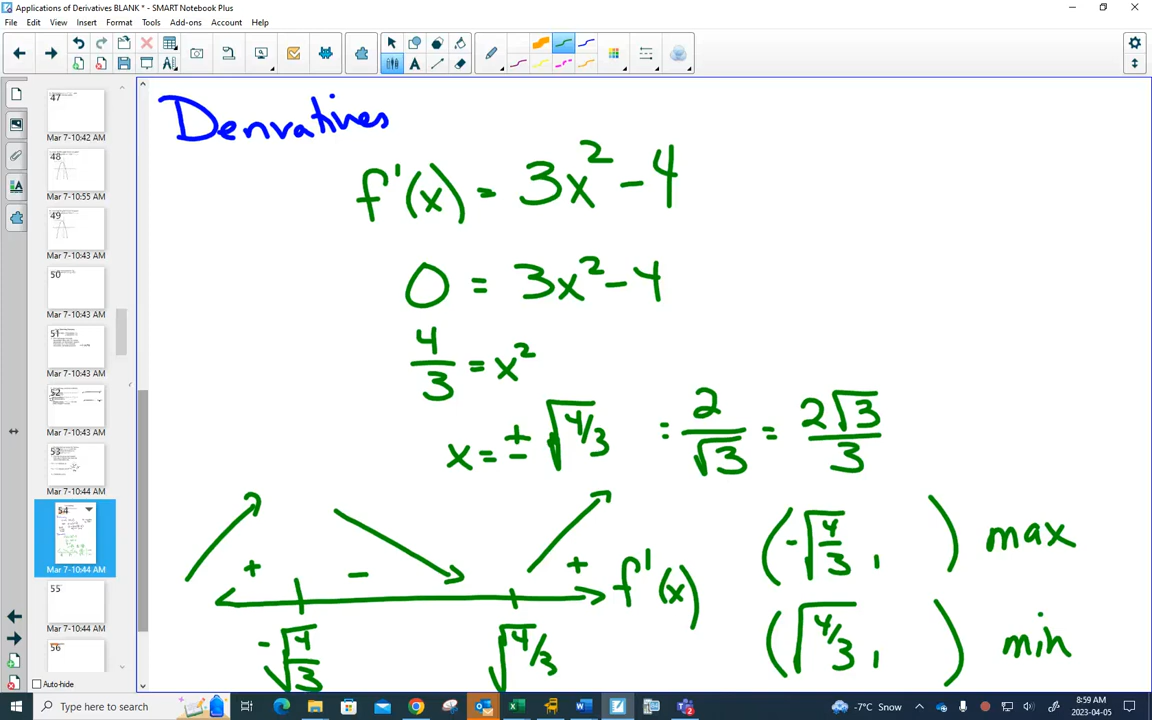 Applications of Derivatives BLANK * - SMART Notebook Plus
File Edit View Insert Format Tools Add-ons Account Help
47
Mar 7-10:42 AM
48
Mar 7-10:55 AM
49
Mar 7-10:43 AM
50
Mar 7-10:43 AM
51
Mar 7-10:43 AM
52
Mar 7-10:43 AM
53
Mar 7-10:44 AM
54
Mar 7-10:44 AM
55
Mar 7-10:44 AM
56
Auto-hide
Derivatives
f'(x) = 3x² - 4
0 = 3x² - 4
4/3 = x²
x = ± √4/3 = 2/√3 = 2√3/3
+ - + f'(x)
-√4/3 √4/3
(-√4/3, ) max
(√4/3, ) min
Type here to search
-7°C Snow
8:59 AM
2023-04-05